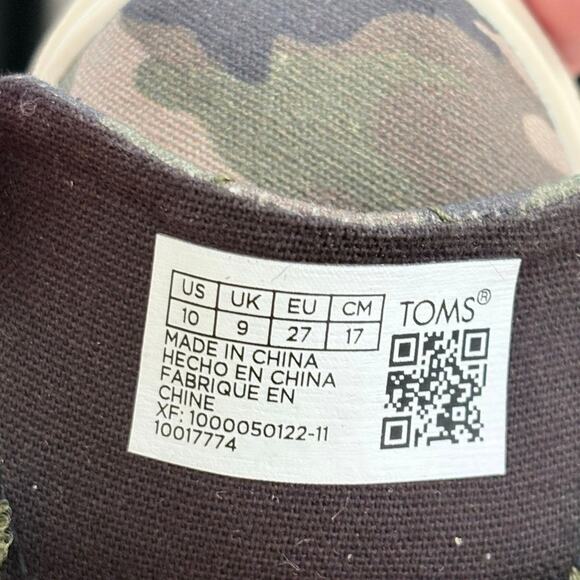 US UK EU CM
10 9 27 17
TOMS®
MADE IN CHINA
HECHO EN CHINA
FABRIQUE EN
CHINE
XF: 1000050122-11
10017774